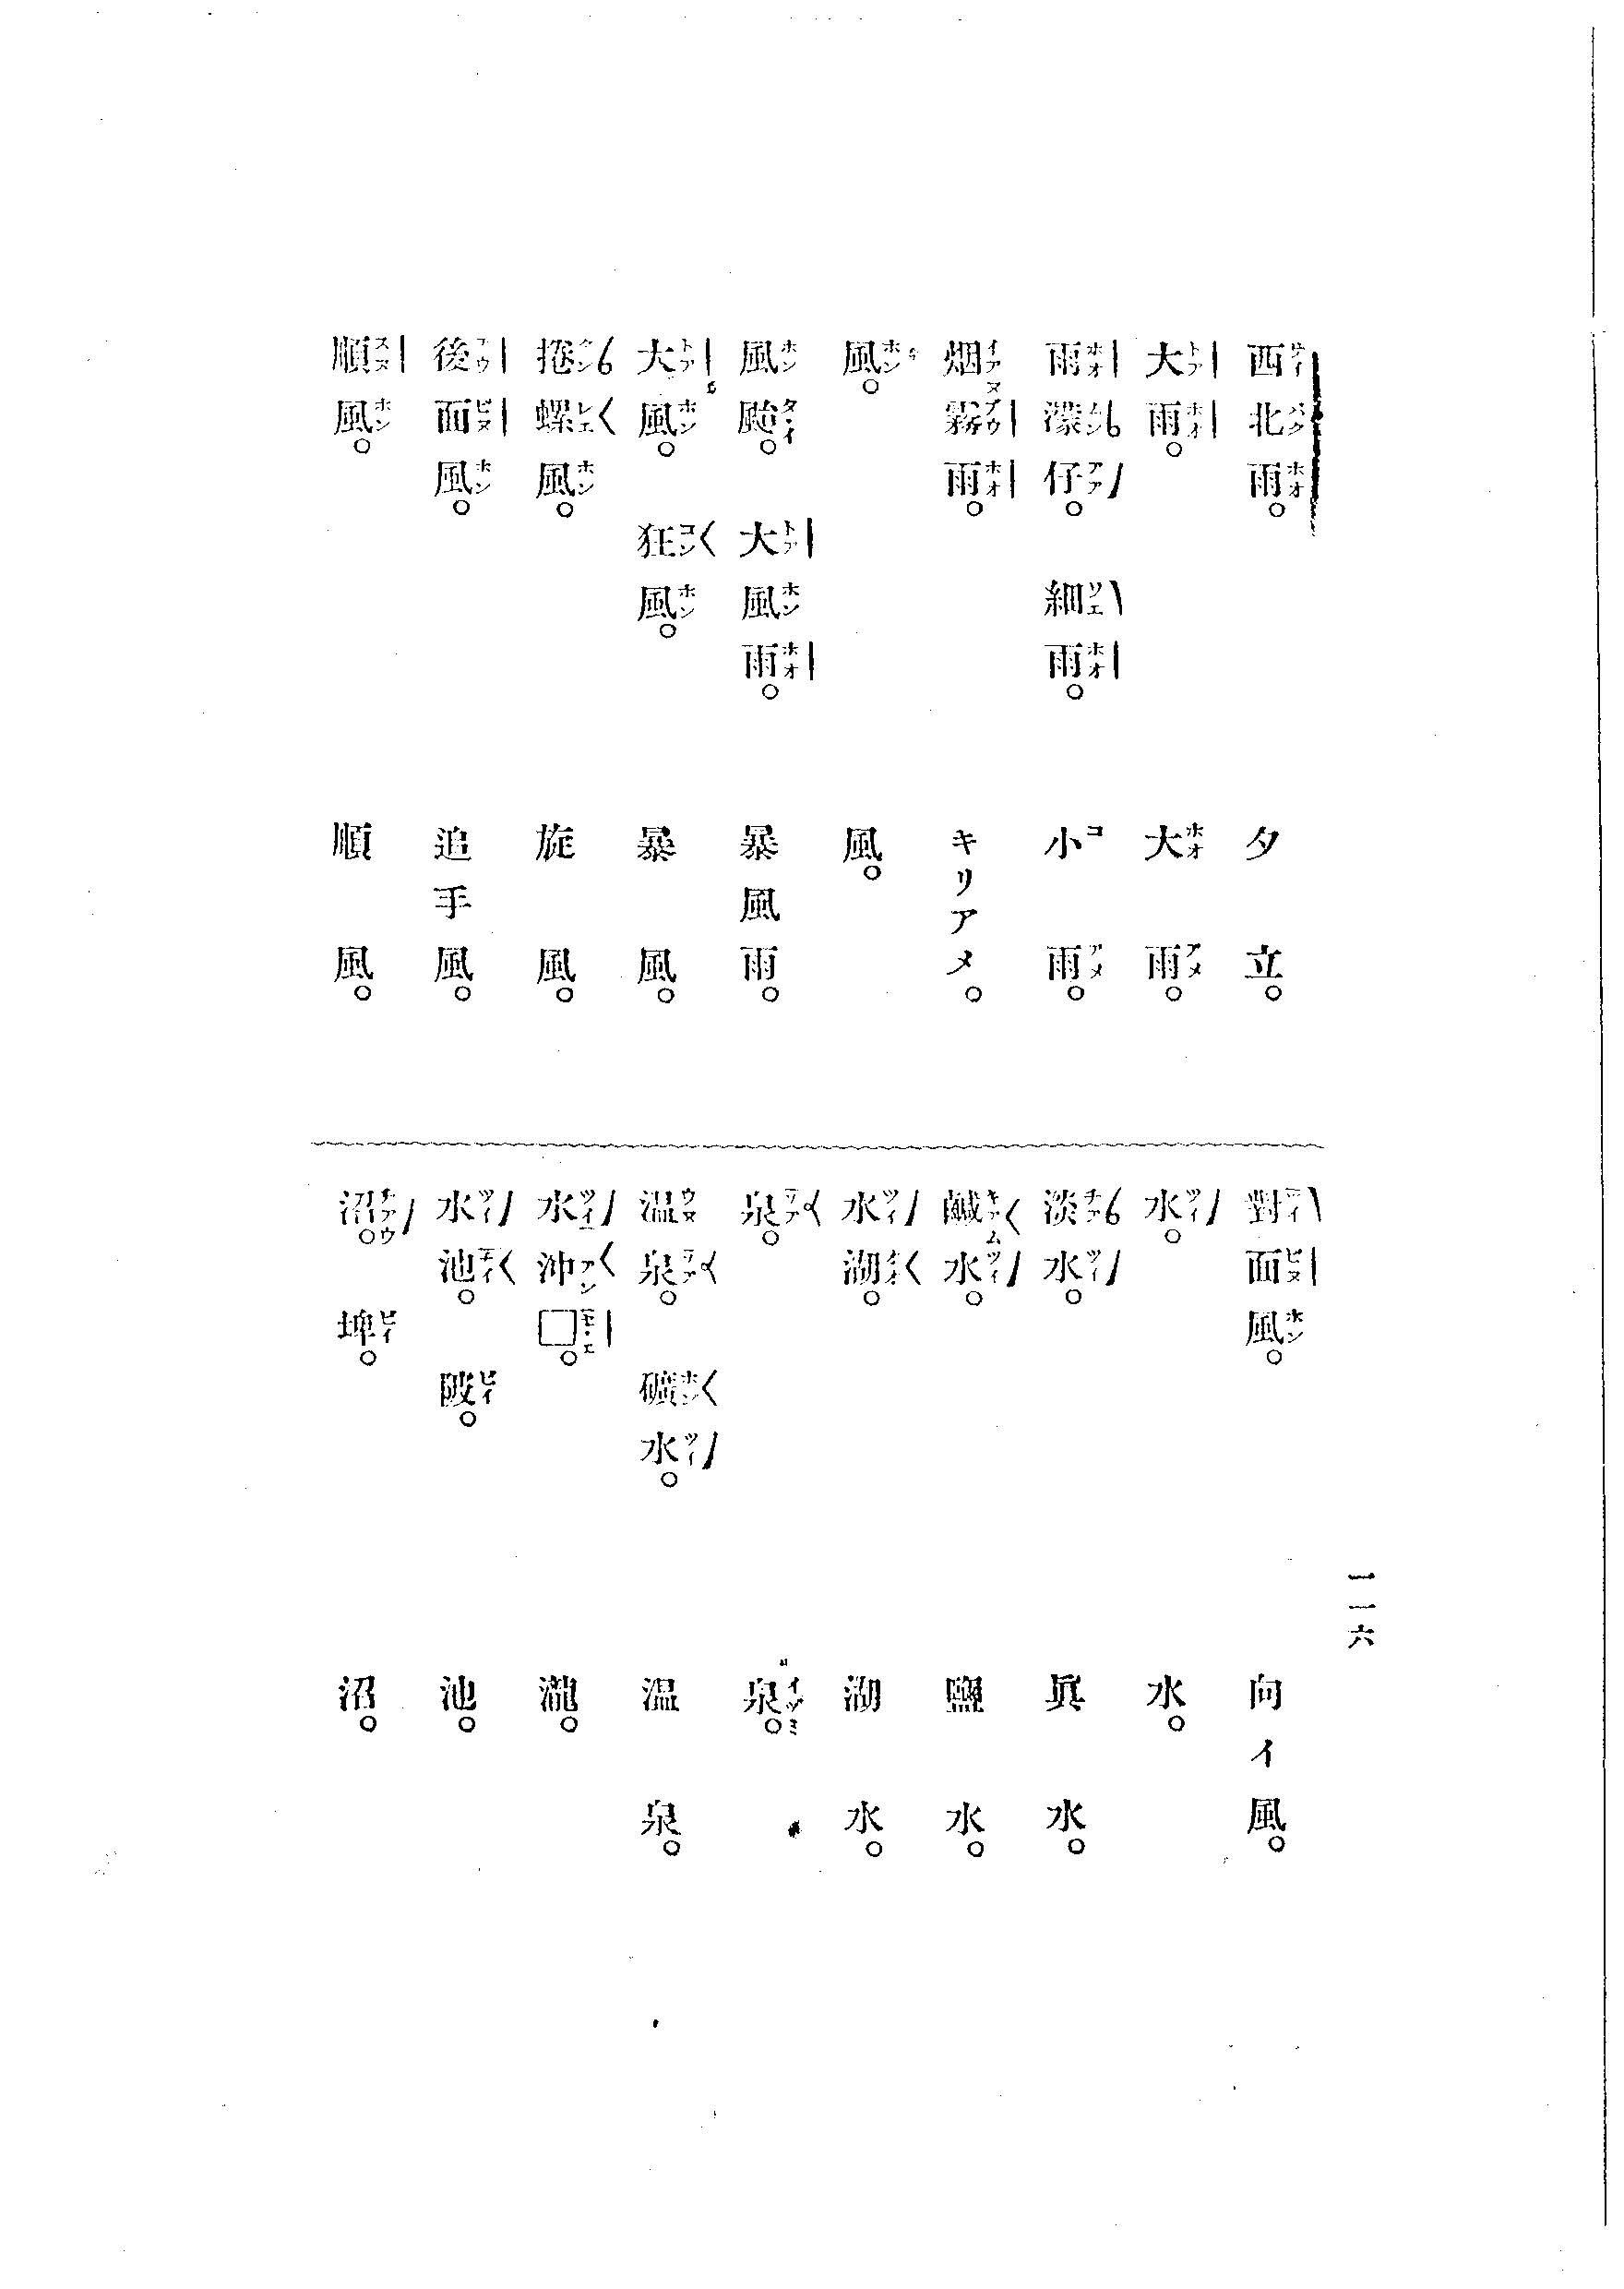 西北雨。 夕立。
大雨。 大雨。
雨濛仔。 細雨。 小雨。
烟霧雨。 キリアメ。
風。 風。
風颱。 大風雨。 暴風雨。
大風。 狂風。 暴風。
捲螺風。 旋風。
後面風。 追手風。
順風。 順風。
一一六
對面風。 向イ風。
水。 水。
淡水。 眞水。
鹹水。 鹽水。
水湖。 湖水。
泉。 泉。
温泉。 礦水。 温泉。
水沖□。 瀧。
水池。 陂。 池。
沼。 埤。 沼。